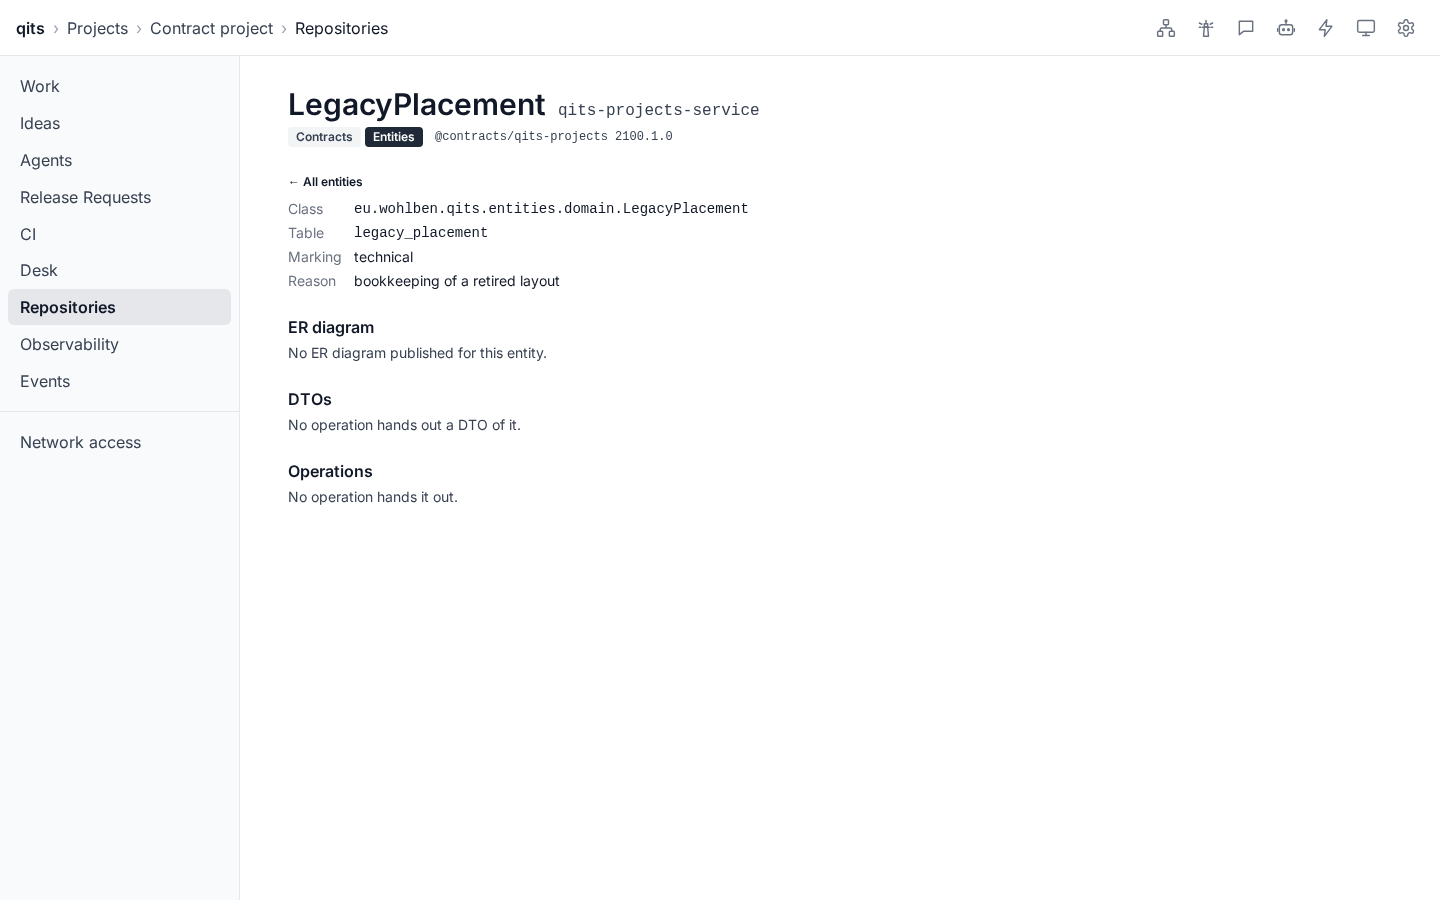 qits › Projects › Contract project › Repositories
Work
Ideas
Agents
Release Requests
CI
Desk
Repositories
Observability
Events
Network access
LegacyPlacement qits-projects-service
Contracts Entities @contracts/qits-projects 2100.1.0
← All entities
Class eu.wohlben.qits.entities.domain.LegacyPlacement
Table legacy_placement
Marking technical
Reason bookkeeping of a retired layout
ER diagram
No ER diagram published for this entity.
DTOs
No operation hands out a DTO of it.
Operations
No operation hands it out.